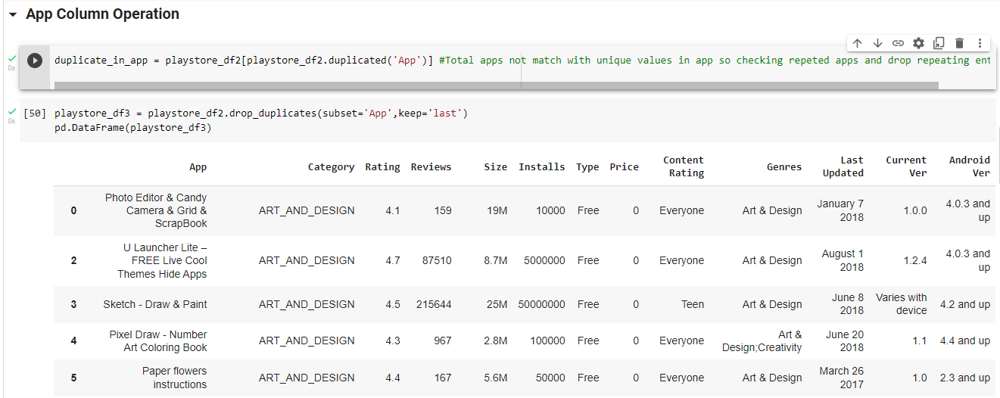 App Column Operation
duplicate_in_app = playstore_df2[playstore_df2.duplicated('App')] #Total apps not match with unique values in app so checking repeted apps and drop repeating ent
0s
[50] playstore_df3 = playstore_df2.drop_duplicates(subset='App',keep='last')
0s
pd.DataFrame(playstore_df3)
App Category Rating Reviews Size Installs Type Price Content Rating Genres Last Updated Current Ver Android Ver
0 Photo Editor & Candy Camera & Grid & ScrapBook ART_AND_DESIGN 4.1 159 19M 10000 Free 0 Everyone Art & Design January 7 2018 1.0.0 4.0.3 and up
2 U Launcher Lite – FREE Live Cool Themes Hide Apps ART_AND_DESIGN 4.7 87510 8.7M 5000000 Free 0 Everyone Art & Design August 1 2018 1.2.4 4.0.3 and up
3 Sketch - Draw & Paint ART_AND_DESIGN 4.5 215644 25M 50000000 Free 0 Teen Art & Design June 8 2018 Varies with device 4.2 and up
4 Pixel Draw - Number Art Coloring Book ART_AND_DESIGN 4.3 967 2.8M 100000 Free 0 Everyone Art & Design;Creativity June 20 2018 1.1 4.4 and up
5 Paper flowers instructions ART_AND_DESIGN 4.4 167 5.6M 50000 Free 0 Everyone Art & Design March 26 2017 1.0 2.3 and up